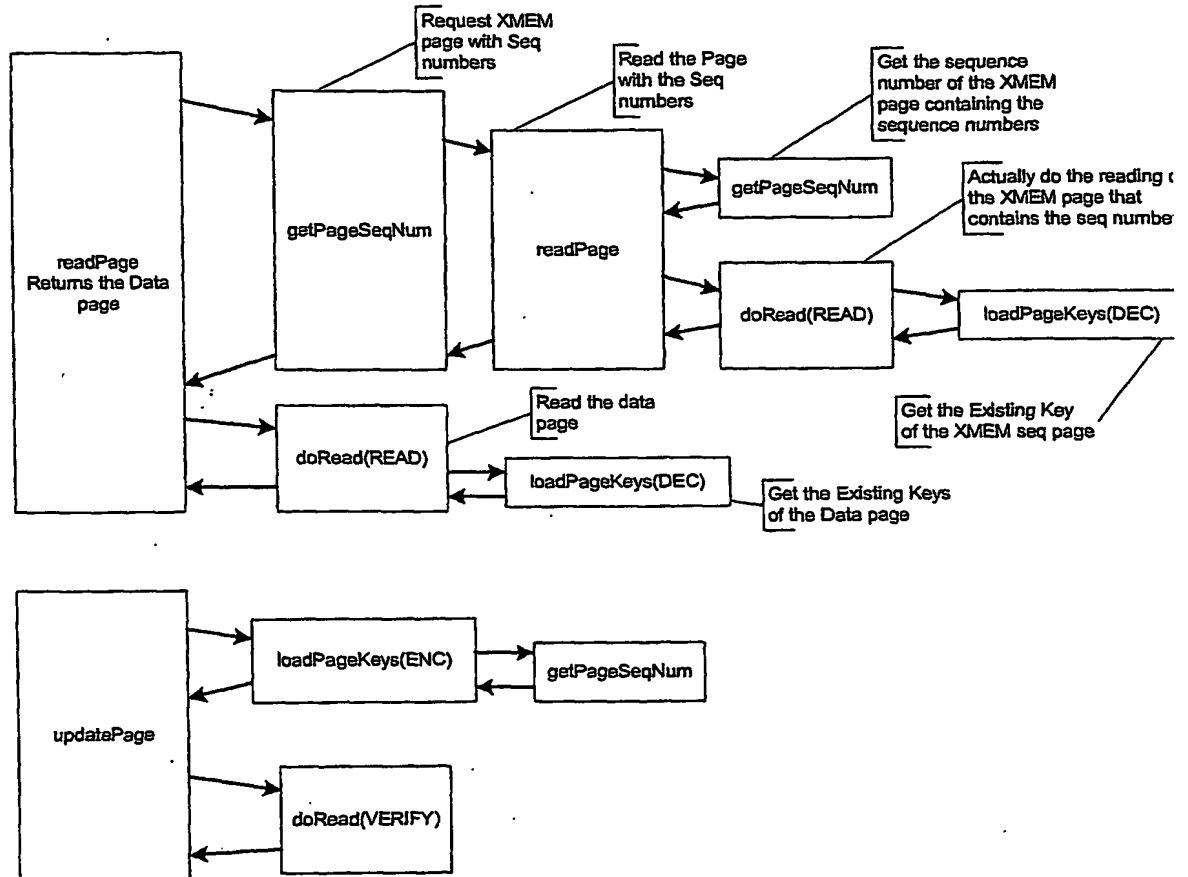 Request XMEM
page with Seq
numbers
Read the Page
with the Seq
numbers
Get the sequence
number of the XMEM
page containing the
sequence numbers
getPageSeqNum
Actually do the reading
the XMEM page that
contains the seq
getPageSeqNum
readPage
readPage
Returns the Data
page
doRead(READ)
loadPageKeys(DEC)
Get the Existing Key
of the XMEM seq page
Read the data
page
doRead(READ)
loadPageKeys(DEC)
Get the Existing Keys
of the Data page
loadPageKeys(ENC)
getPageSeqNum
updatePage
doRead(VERIFY)